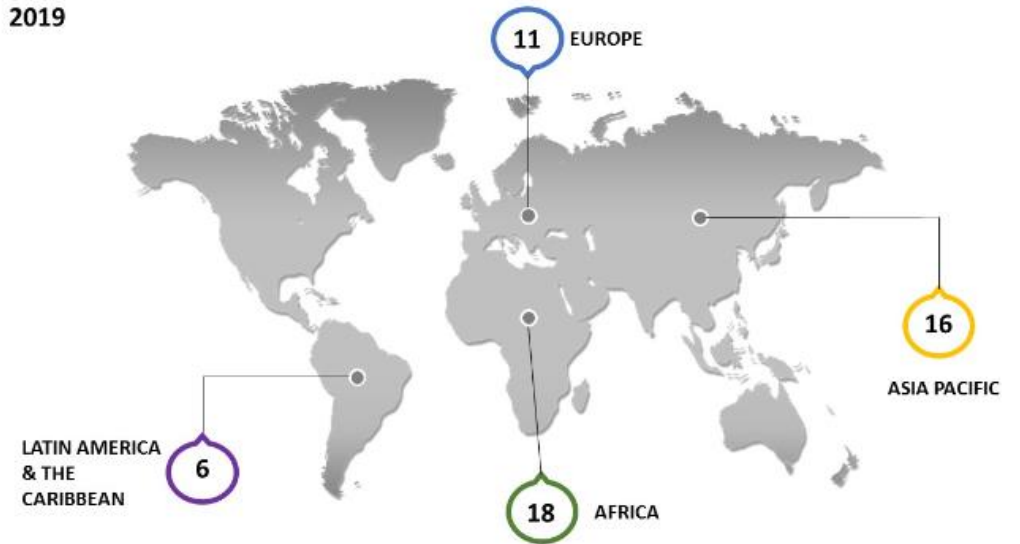 2019
11 EUROPE
16
ASIA PACIFIC
LATIN AMERICA
& THE
CARIBBEAN
6
18 AFRICA